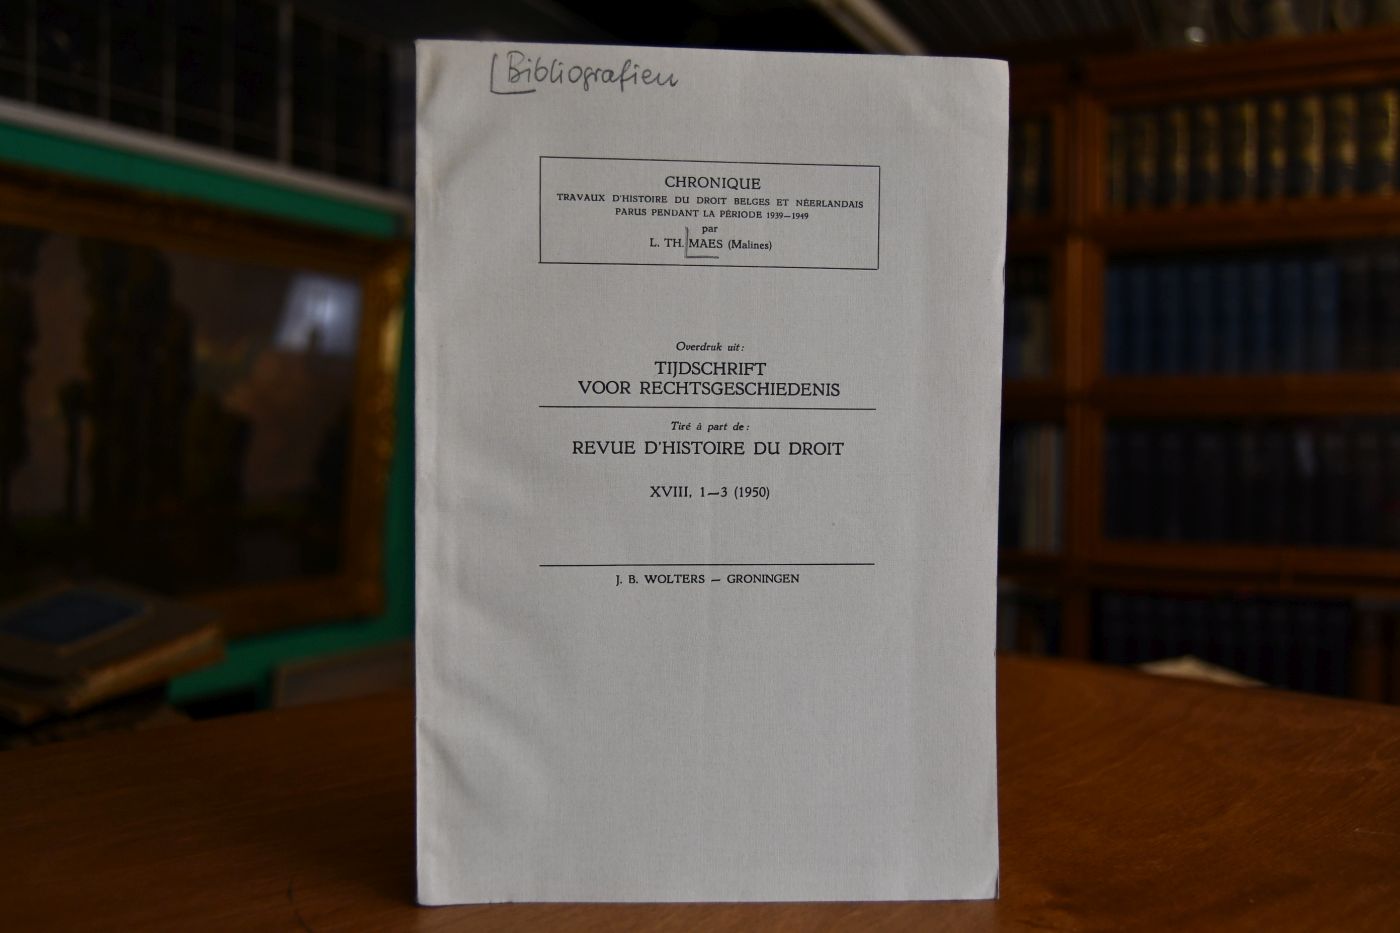 Bibliografien
CHRONIQUE
TRAVAUX D'HISTOIRE DU DROIT BELGES ET NÉERLANDAIS
PARUS PENDANT LA PÉRIODE 1939—1949
par
L. TH. MAES (Malines)
Overdruk uit:
TIJDSCHRIFT
VOOR RECHTSGESCHIEDENIS
Tiré à part de:
REVUE D'HISTOIRE DU DROIT
XVIII, 1—3 (1950)
J. B. WOLTERS — GRONINGEN